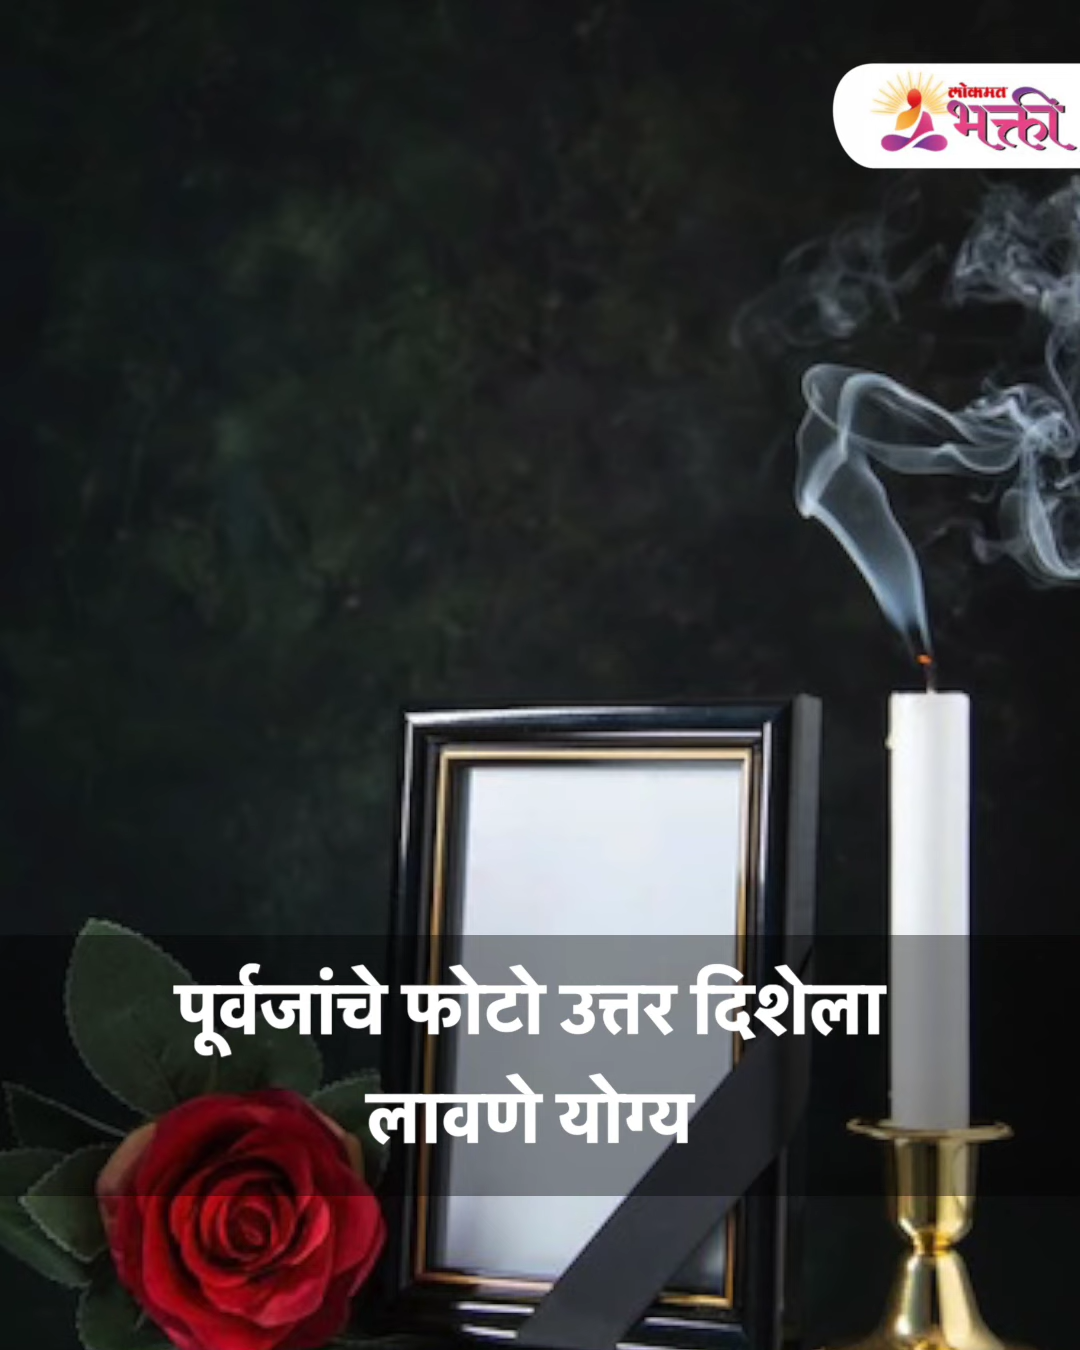 लोकमत
भक्ती
पूर्वजांचे फोटो उत्तर दिशेला
लावणे योग्य